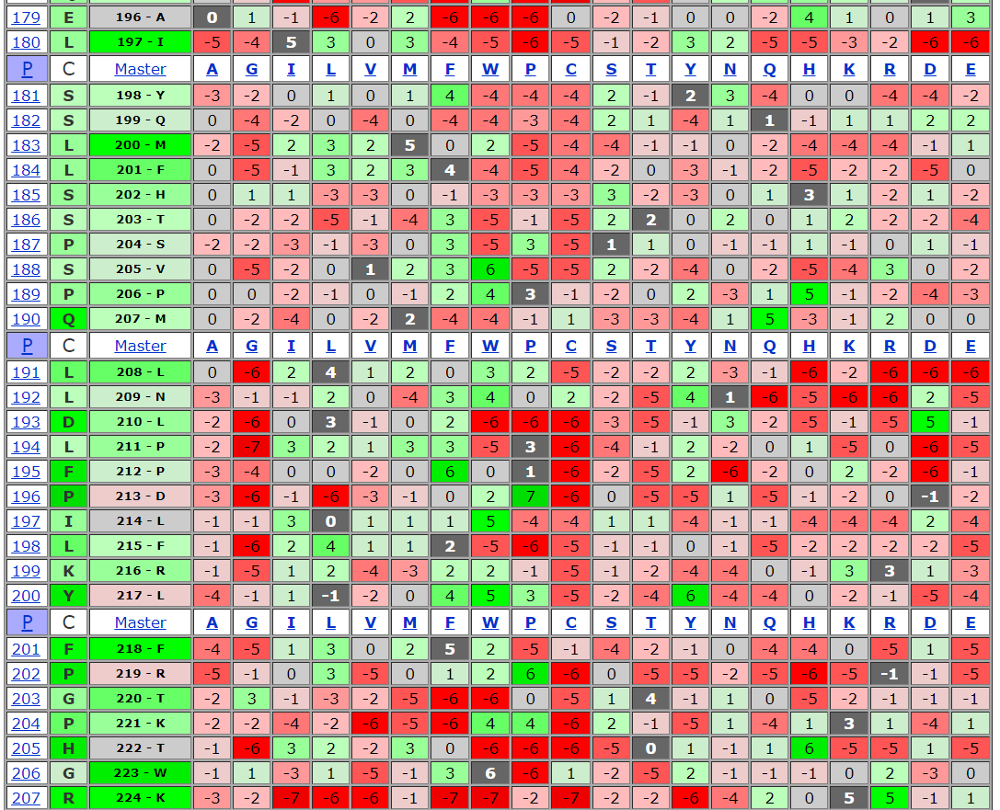 179 E 196 - A 0 1 -1 -6 -2 2 -6 -6 -6 0 -2 -1 0 0 -2 4 1 0 1 3
180 L 197 - I -5 -4 5 3 0 3 -4 -5 -6 -5 -1 -2 3 2 -5 -5 -3 -2 -6 -6
P C Master A G I L V M F W P C S T Y N Q H K R D E
181 S 198 - Y -3 -2 0 1 0 1 4 -4 -4 -4 2 -1 2 3 -4 0 0 -4 -4 -2
182 S 199 - Q 0 -4 -2 0 -4 0 -4 -4 -3 -4 2 1 -4 1 1 -1 1 1 2 2
183 L 200 - M -2 -5 2 3 2 5 0 2 -5 -4 -4 -1 -1 0 -2 -4 -4 -4 -1 1
184 L 201 - F 0 -5 -1 3 2 3 4 -4 -5 -4 -2 0 -3 -1 -2 -5 -2 -2 -5 0
185 S 202 - H 0 1 1 -3 -3 0 -1 -3 -3 -3 3 -2 -3 0 1 3 1 -2 1 -2
186 S 203 - T 0 -2 -2 -5 -1 -4 3 -5 -1 -5 2 2 0 2 0 1 2 -2 -2 -4
187 P 204 - S -2 -2 -3 -1 -3 0 3 -5 3 -5 1 1 0 -1 -1 1 -1 0 1 -1
188 S 205 - V 0 -5 -2 0 1 2 3 6 -5 -5 2 -2 -4 0 -2 -5 -4 3 0 -2
189 P 206 - P 0 0 -2 -1 0 -1 2 4 3 -1 -2 0 2 -3 1 5 -1 -2 -4 -3
190 Q 207 - M 0 -2 -4 0 -2 2 -4 -4 -1 1 -3 -3 -4 1 5 -3 -1 2 0 0
P C Master A G I L V M F W P C S T Y N Q H K R D E
191 L 208 - L 0 -6 2 4 1 2 0 3 2 -5 -2 -2 2 -3 -1 -6 -2 -6 -6 -6
192 L 209 - N -3 -1 -1 2 0 -4 3 4 0 2 -2 -5 4 1 -6 -5 -6 -6 2 -5
193 D 210 - L -2 -6 0 3 -1 0 2 -6 -6 -6 -3 -5 -1 3 -2 -5 -1 -5 5 -1
194 L 211 - P -2 -7 3 2 1 3 3 -5 3 -6 -4 -1 2 -2 0 1 -5 0 -6 -5
195 F 212 - P -3 -4 0 0 -2 0 6 0 1 -6 -2 -5 2 -6 -2 0 2 -2 -6 -1
196 P 213 - D -3 -6 -1 -6 -3 -1 0 2 7 -6 0 -5 -5 1 -5 -1 -2 0 -1 -2
197 I 214 - L -1 -1 3 0 1 1 1 5 -4 -4 1 1 -4 -1 -1 -4 -4 -4 2 -4
198 L 215 - F -1 -6 2 4 1 1 2 -5 -6 -5 -1 -1 0 -1 -5 -2 -2 -2 -2 -5
199 K 216 - R -1 -5 1 2 -4 -3 2 2 -1 -5 -1 -2 -4 -4 0 -1 3 3 1 -3
200 Y 217 - L -4 -1 1 -1 -2 0 4 5 3 -5 -2 -4 6 -4 -4 0 -2 -1 -5 -4
P C Master A G I L V M F W P C S T Y N Q H K R D E
201 F 218 - F -4 -5 1 3 0 2 5 2 -5 -1 -4 -2 -1 0 -4 -4 0 -5 1 -5
202 P 219 - R -5 -1 0 3 -5 0 1 2 6 -6 0 -5 -5 -2 -5 -6 -5 -1 -1 -5
203 G 220 - T -2 3 -1 -3 -2 -5 -6 -6 0 -5 1 4 -1 1 0 -5 -2 -1 -1 -1
204 P 221 - K -2 -2 -4 -2 -6 -5 -6 4 4 -6 2 -1 -5 1 -4 1 3 1 -4 1
205 H 222 - T -1 -6 3 2 -2 3 0 -6 -6 -6 -5 0 1 -1 1 6 -5 -5 1 -5
206 G 223 - W -1 1 -3 1 -5 -1 3 6 -6 1 -2 -5 2 -1 -1 -1 0 2 -3 0
207 R 224 - K -3 -2 -7 -6 -6 -1 -7 -7 -2 -7 -2 -2 -6 -4 2 0 5 5 -1 1